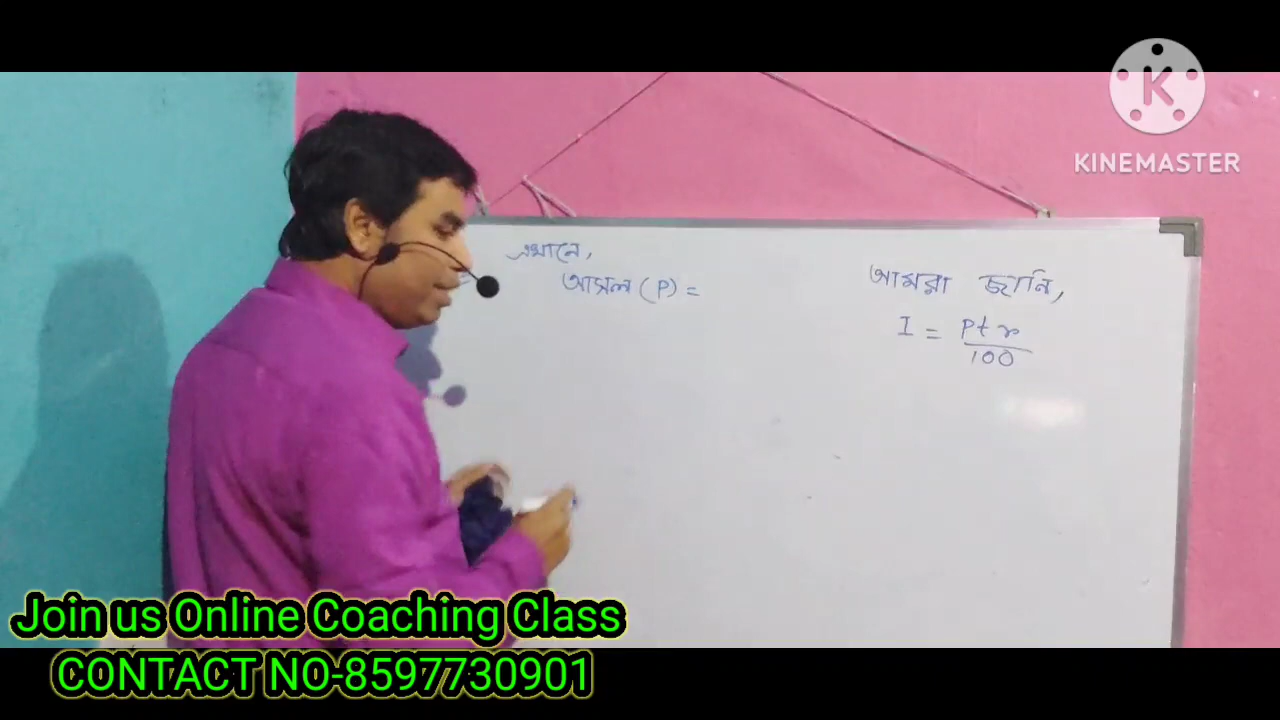 KINEMASTER
এখানে,
আসল (P) =
আমরা জানি,
I = Ptr
100
Join us Online Coaching Class
CONTACT NO-8597730901